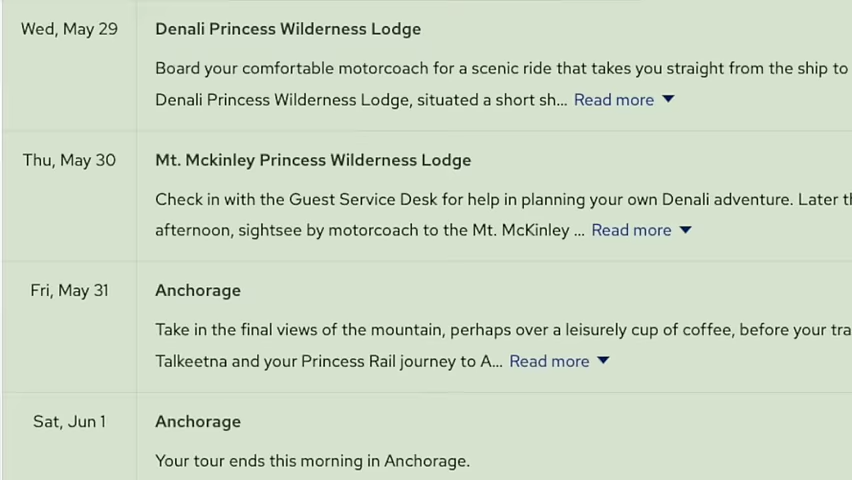 Wed, May 29
Denali Princess Wilderness Lodge
Board your comfortable motorcoach for a scenic ride that takes you straight from the ship to
Denali Princess Wilderness Lodge, situated a short sh... Read more
Thu, May 30
Mt. Mckinley Princess Wilderness Lodge
Check in with the Guest Service Desk for help in planning your own Denali adventure. Later th
afternoon, sightsee by motorcoach to the Mt. McKinley ... Read more
Fri, May 31
Anchorage
Take in the final views of the mountain, perhaps over a leisurely cup of coffee, before your tra
Talkeetna and your Princess Rail journey to A... Read more
Sat, Jun 1
Anchorage
Your tour ends this morning in Anchorage.